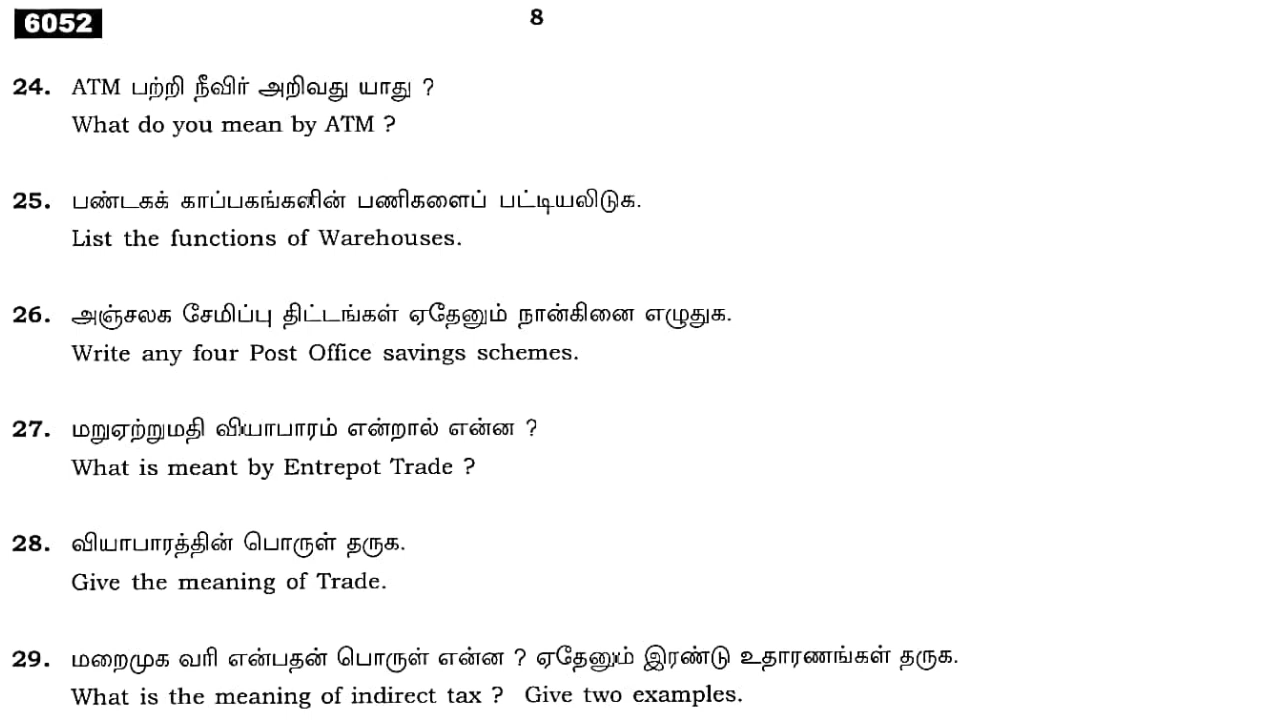 6052
8
24. ATM பற்றி நீவிர் அறிவது யாது ?
What do you mean by ATM ?
25. பண்டகக் காப்பகங்களின் பணிகளைப் பட்டியலிடுக.
List the functions of Warehouses.
26. அஞ்சலக சேமிப்பு திட்டங்கள் ஏதேனும் நான்கினை எழுதுக.
Write any four Post Office savings schemes.
27. மறுஏற்றுமதி வியாபாரம் என்றால் என்ன ?
What is meant by Entrepot Trade ?
28. வியாபாரத்தின் பொருள் தருக.
Give the meaning of Trade.
29. மறைமுக வரி என்பதன் பொருள் என்ன ? ஏதேனும் இரண்டு உதாரணங்கள் தருக.
What is the meaning of indirect tax ? Give two examples.